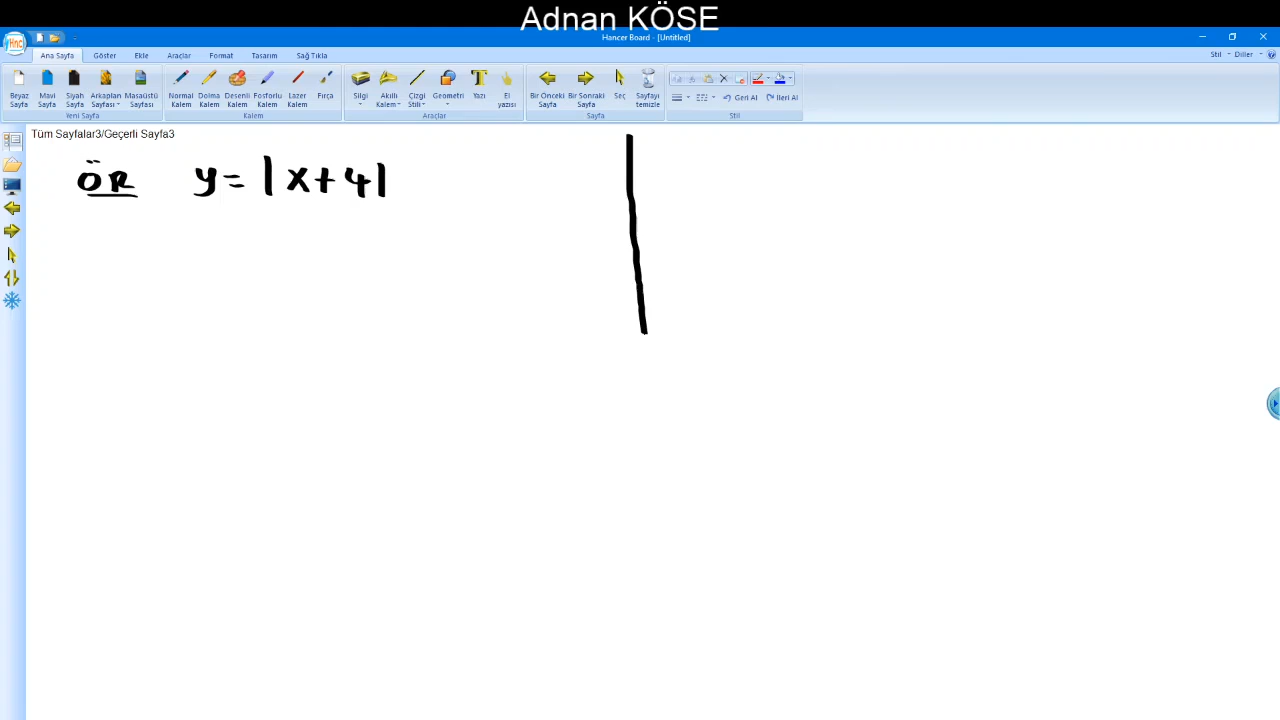 Adnan KÖSE
Hancer Board - [Untitled]
Hnc
Ana Sayfa Göster Ekle Araçlar Format Tasarım Sağ Tıkla Stil Diller
Beyaz Sayfa Mavi Sayfa Siyah Sayfa Arkaplan Sayfası Masaüstü Sayfası Normal Kalem Dolma Kalem Desenli Kalem Fosforlu Kalem Lazer Kalem Fırça Silgi Akıllı Kalem Çizgi Stili Geometri Yazı El yazısı Bir Önceki Sayfa Bir Sonraki Sayfa Seç Sayfayı temizle Geri Al İleri Al
Yeni Sayfa Kalem Araçlar Sayfa Stil
Tüm Sayfalar3/Geçerli Sayfa3
ÖR y = |x+4|